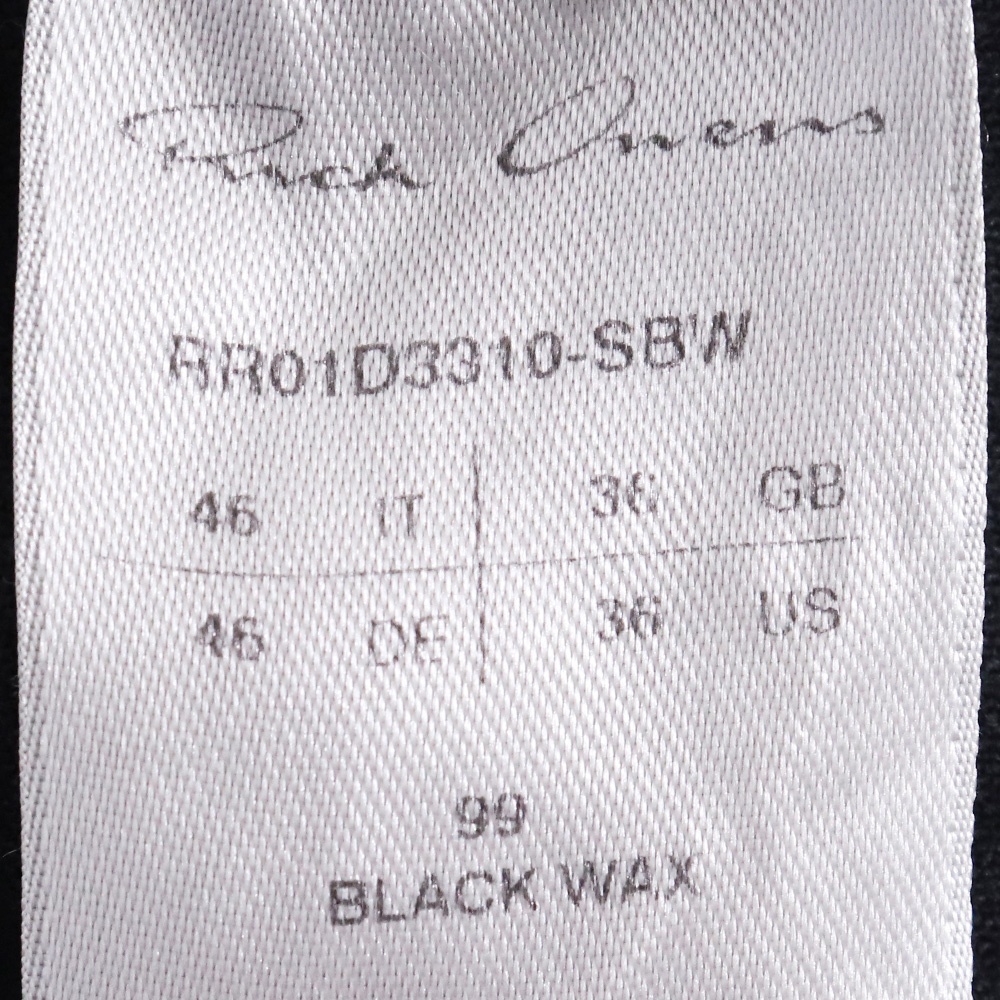 Rick Owens
RR01D3310-SBW
46 IT 36 GB
46 DE 36 US
99
BLACK WAX